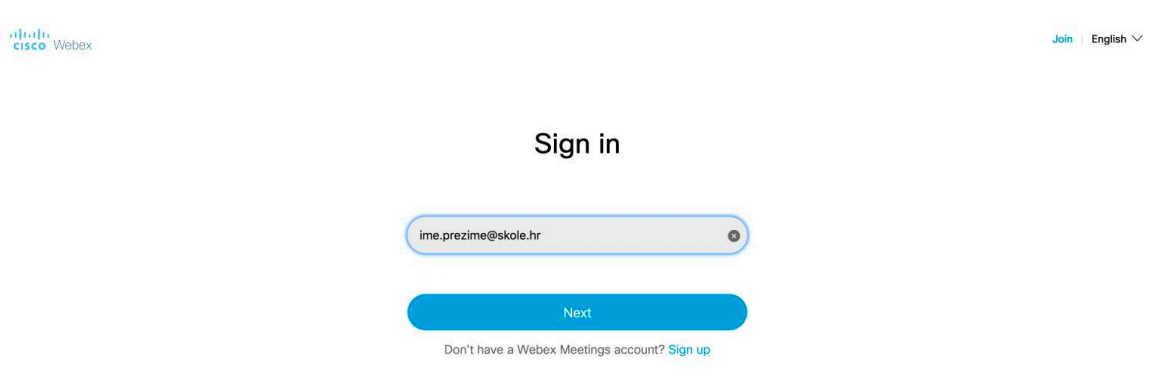 cisco Webex
Join English
Sign in
ime.prezime@skole.hr
Next
Don't have a Webex Meetings account? Sign up